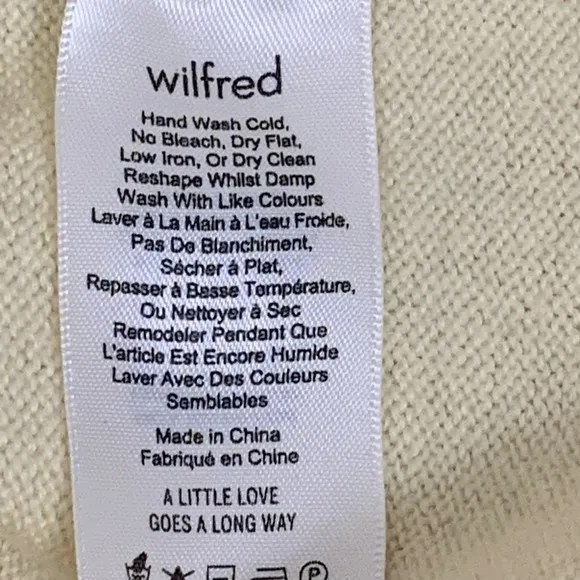 wilfred
Hand Wash Cold,
No Bleach, Dry Flat,
Low Iron, Or Dry Clean
Reshape Whilst Damp
Wash With Like Colours
Laver à La Main à L'eau Froide,
Pas De Blanchiment,
Sécher à Plat,
Repasser à Basse Température,
Ou Nettoyer à Sec
Remodeler Pendant Que
L'article Est Encore Humide
Laver Avec Des Couleurs
Semblables
Made in China
Fabriqué en Chine
A LITTLE LOVE
GOES A LONG WAY
P